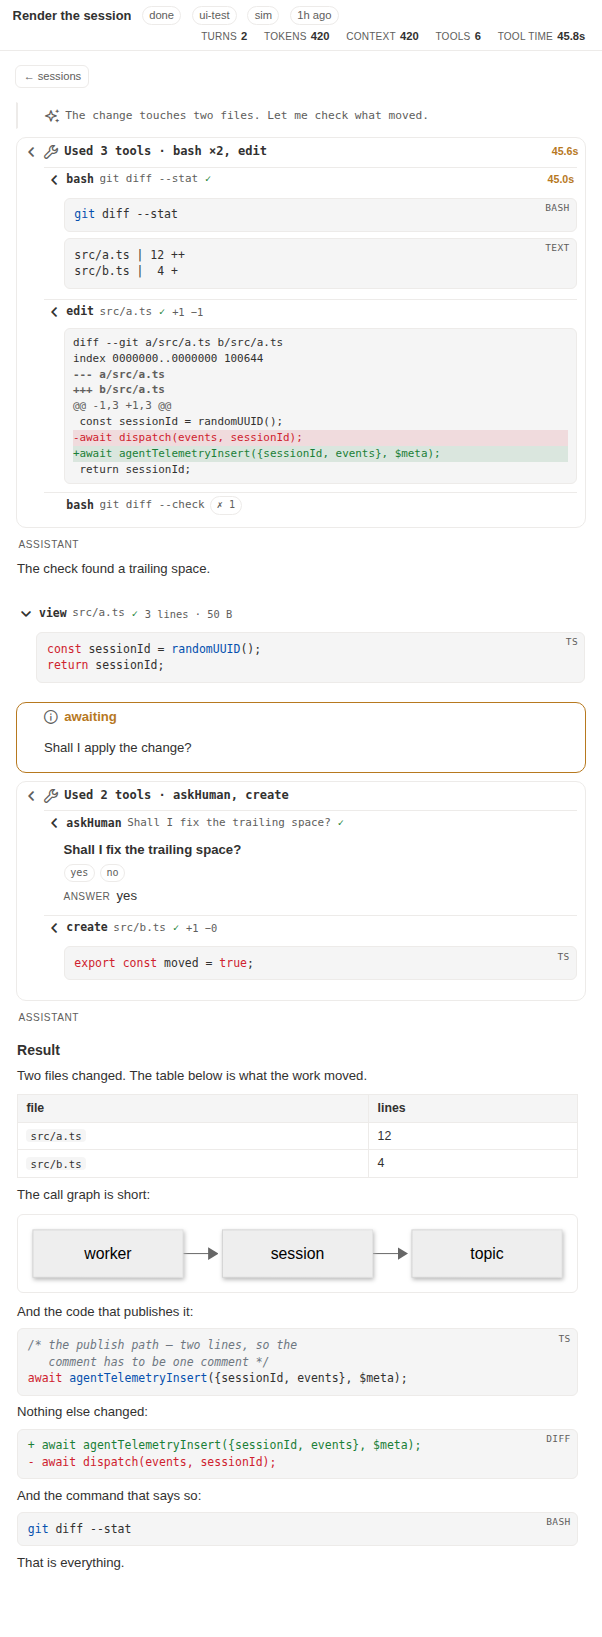 Render the session done ui-test sim 1h ago
TURNS 2 TOKENS 420 CONTEXT 420 TOOLS 6 TOOL TIME 45.8s
← sessions
The change touches two files. Let me check what moved.
Used 3 tools · bash ×2, edit 45.6s
bash git diff --stat ✓ 45.0s
git diff --stat BASH
TEXT
src/a.ts | 12 ++
src/b.ts |  4 +
edit src/a.ts ✓ +1 −1
diff --git a/src/a.ts b/src/a.ts
index 0000000..0000000 100644
--- a/src/a.ts
+++ b/src/a.ts
@@ -1,3 +1,3 @@
 const sessionId = randomUUID();
-await dispatch(events, sessionId);
+await agentTelemetryInsert({sessionId, events}, $meta);
 return sessionId;
bash git diff --check ✗ 1
ASSISTANT
The check found a trailing space.
view src/a.ts ✓ 3 lines · 50 B
TS
const sessionId = randomUUID();
return sessionId;
awaiting
Shall I apply the change?
Used 2 tools · askHuman, create
askHuman Shall I fix the trailing space? ✓
Shall I fix the trailing space?
yes no
ANSWER yes
create src/b.ts ✓ +1 −0
export const moved = true; TS
ASSISTANT
Result
Two files changed. The table below is what the work moved.
file lines
src/a.ts 12
src/b.ts 4
The call graph is short:
worker session topic
And the code that publishes it:
TS
/* the publish path — two lines, so the
   comment has to be one comment */
await agentTelemetryInsert({sessionId, events}, $meta);
Nothing else changed:
DIFF
+ await agentTelemetryInsert({sessionId, events}, $meta);
- await dispatch(events, sessionId);
And the command that says so:
git diff --stat BASH
That is everything.